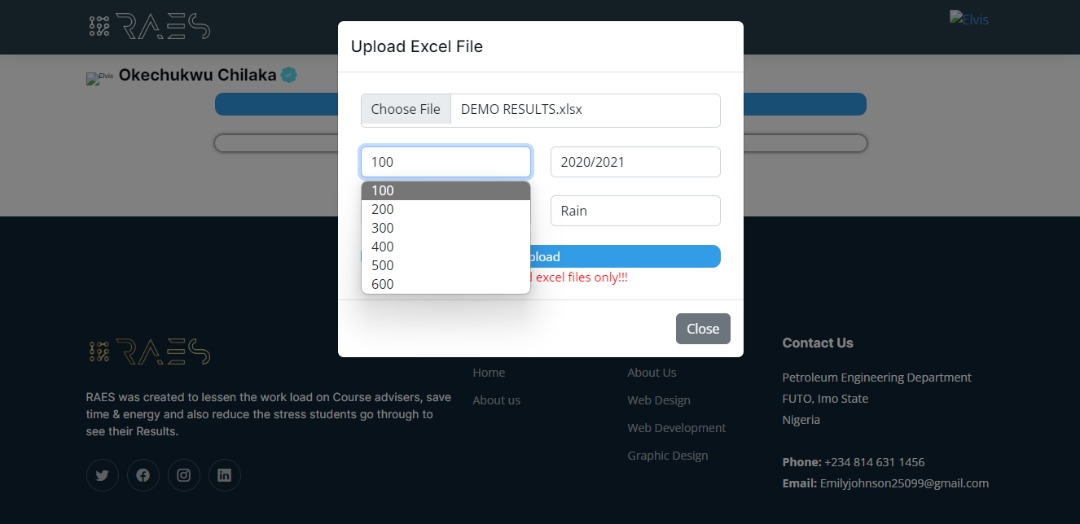 RAES
Elvis
Upload Excel File
Elvis
Okechukwu Chilaka
Choose File
DEMO RESULTS.xlsx
100
2020/2021
100
200
300
400
500
600
Rain
excel files only!!!
Close
RAES
RAES was created to lessen the work load on Course advisers, save
time & energy and also reduce the stress students go through to
see their Results.
Home
About us
About Us
Web Design
Web Development
Graphic Design
Contact Us
Petroleum Engineering Department
FUTO, Imo State
Nigeria
Phone: +234 814 631 1456
Email: Emilyjohnson25099@gmail.com